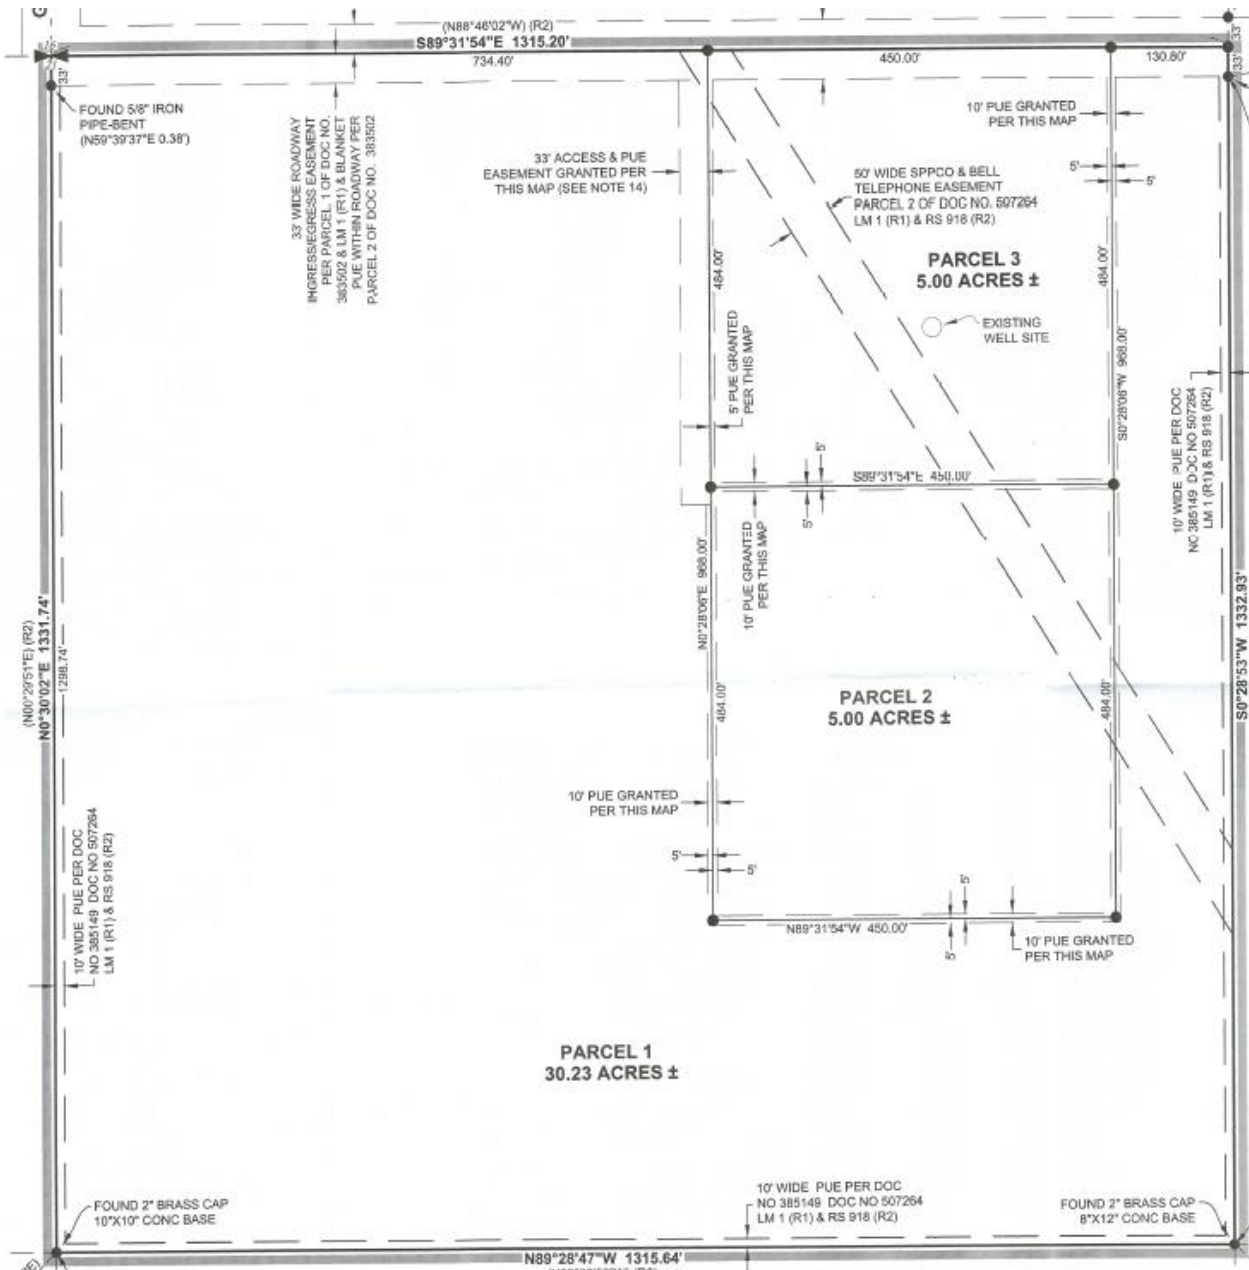 (N88°46'02"W) (R2)
S89°31'54"E 1315.20'
734.40'
450.00'
130.80'
33'
33'
33'
FOUND 5/8" IRON
PIPE-BENT
(N59°39'37"E 0.38')
33' WIDE ROADWAY
INGRESS/EGRESS EASEMENT
PER PARCEL 1 OF DOC NO.
383502 & LM 1 (R1) & BLANKET
PUE WITHIN ROADWAY PER
PARCEL 2 OF DOC NO. 383502
33' ACCESS & PUE
EASEMENT GRANTED PER
THIS MAP (SEE NOTE 14)
10' PUE GRANTED
PER THIS MAP
5'
5'
50' WIDE SPPCO & BELL
TELEPHONE EASEMENT
PARCEL 2 OF DOC NO. 507264
LM 1 (R1) & RS 918 (R2)
PARCEL 3
5.00 ACRES ±
484.00'
484.00'
EXISTING
WELL SITE
5' PUE GRANTED
PER THIS MAP
S0°28'06"W 968.00'
10' WIDE PUE PER DOC
NO 385149 DOC NO 507264
LM 1 (R1) & RS 918 (R2)
5'
S89°31'54"E 450.00'
5'
10' PUE GRANTED
PER THIS MAP
N0°28'06"E 968.00'
(N00°29'51"E) (R2)
N0°30'02"E 1331.74'
1298.74'
S0°28'53"W 1332.93'
PARCEL 2
5.00 ACRES ±
484.00'
484.00'
10' PUE GRANTED
PER THIS MAP
5'
5'
10' WIDE PUE PER DOC
NO 385149 DOC NO 507264
LM 1 (R1) & RS 918 (R2)
5'
N89°31'54"W 450.00'
5'
10' PUE GRANTED
PER THIS MAP
PARCEL 1
30.23 ACRES ±
FOUND 2" BRASS CAP
10"X10" CONC BASE
10' WIDE PUE PER DOC
NO 385149 DOC NO 507264
LM 1 (R1) & RS 918 (R2)
FOUND 2" BRASS CAP
8"X12" CONC BASE
N89°28'47"W 1315.64'